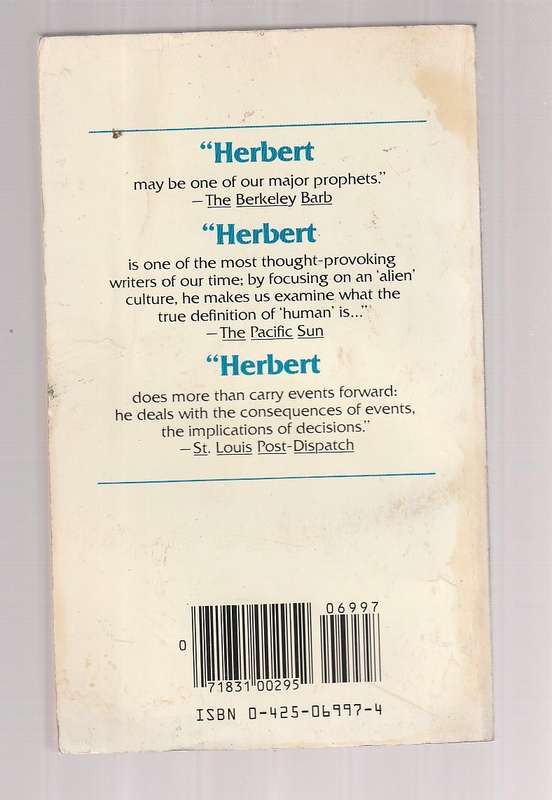 “Herbert
may be one of our major prophets.”
—The Berkeley Barb
“Herbert
is one of the most thought-provoking
writers of our time; by focusing on an ‘alien’
culture, he makes us examine what the
true definition of ‘human’ is...”
—The Pacific Sun
“Herbert
does more than carry events forward:
he deals with the consequences of events,
the implications of decisions.”
—St. Louis Post-Dispatch
06997
0
71831 00295
ISBN 0-425-06997-4